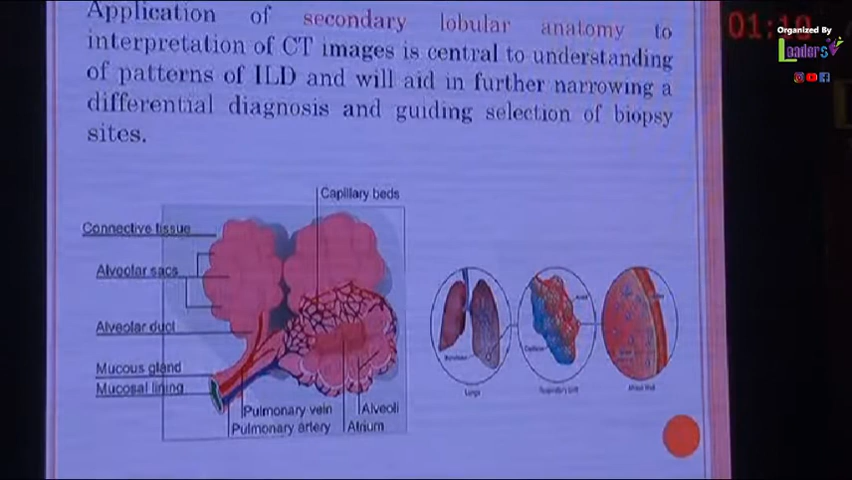 Application of secondary lobular anatomy to
interpretation of CT images is central to understanding
of patterns of ILD and will aid in further narrowing a
differential diagnosis and guiding selection of biopsy
sites.
Organized By
Leaders
Capillary beds
Connective tissue
Alveolar sacs
Alveolar duct
Mucous gland
Mucosal lining
Pulmonary vein
Alveoli
Pulmonary artery
Atrium
Lungs